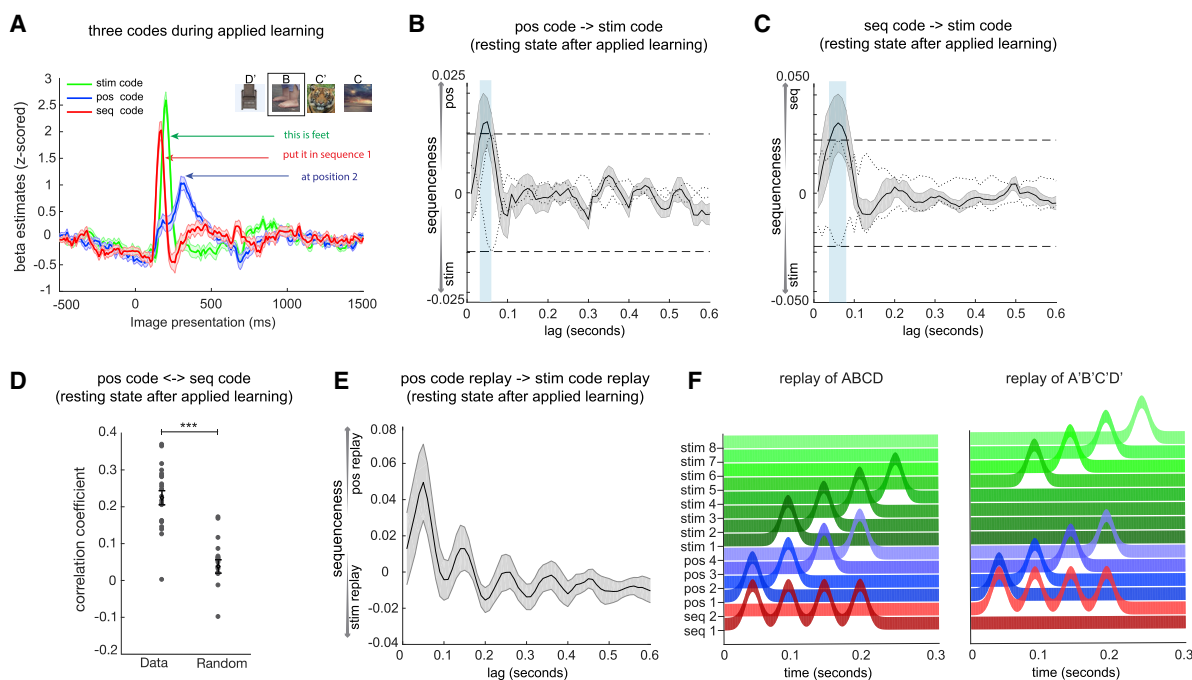 A
three codes during applied learning
stim code
pos code
seq code
D'
B
C'
C
this is feet
put it in sequence 1
at position 2
3
2.5
2
1.5
1
0.5
0
-0.5
-1
beta estimates (z-scored)
-500
0
500
1000
1500
Image presentation (ms)
B
pos code -> stim code
(resting state after applied learning)
0.025
0
-0.025
pos
sequenceness
stim
0
0.1
0.2
0.3
0.4
0.5
0.6
lag (seconds)
C
seq code -> stim code
(resting state after applied learning)
0.050
0
-0.050
seq
sequenceness
stim
0
0.1
0.2
0.3
0.4
0.5
0.6
lag (seconds)
D
pos code <-> seq code
(resting state after applied learning)
***
0.4
0.3
0.2
0.1
0
-0.1
-0.2
correlation coefficient
Data
Random
E
pos code replay -> stim code replay
(resting state after applied learning)
0.08
0.06
0.04
0.02
0
-0.02
-0.04
pos replay
sequenceness
stim replay
0
0.1
0.2
0.3
0.4
0.5
0.6
lag (seconds)
F
replay of ABCD
stim 8
stim 7
stim 6
stim 5
stim 4
stim 3
stim 2
stim 1
pos 4
pos 3
pos 2
pos 1
seq 2
seq 1
0
0.1
0.2
0.3
time (seconds)
replay of A'B'C'D'
0
0.1
0.2
0.3
time (seconds)